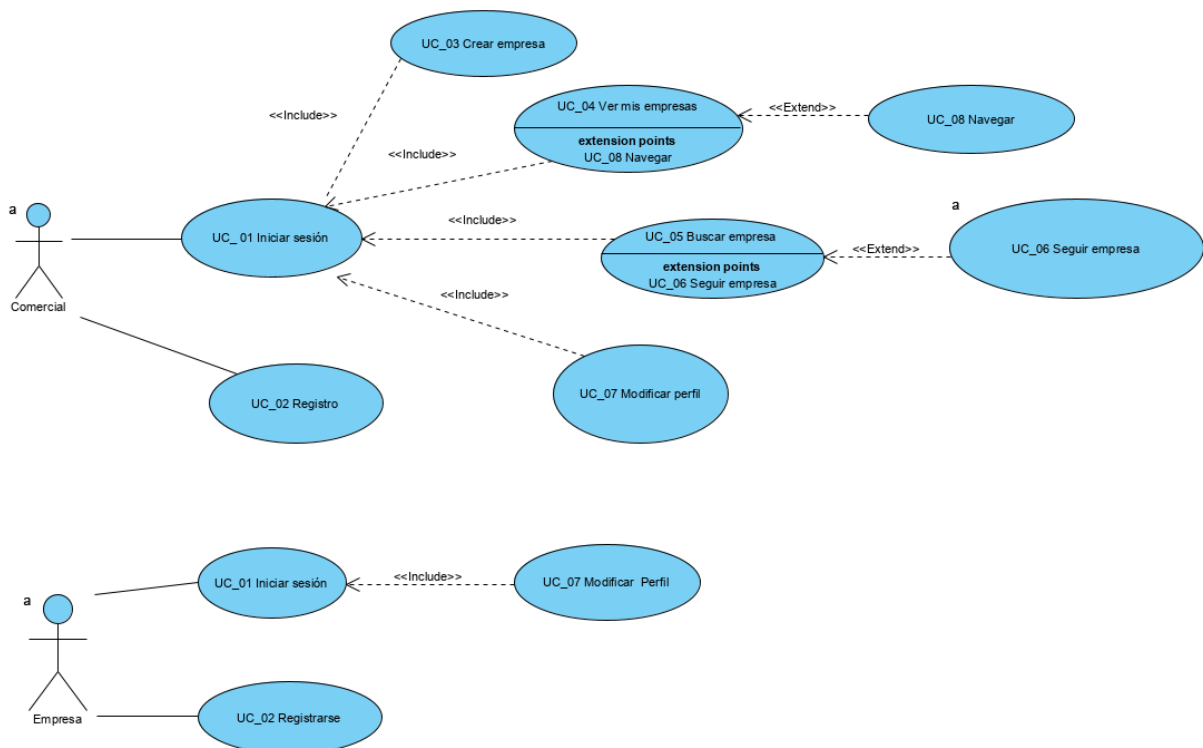 UC_03 Crear empresa
<<Include>>
UC_04 Ver mis empresas
extension points
UC_08 Navegar
<<Extend>>
UC_08 Navegar
<<Include>>
a
Comercial
UC_ 01 Iniciar sesión
<<Include>>
UC_05 Buscar empresa
extension points
UC_06 Seguir empresa
<<Extend>>
a
UC_06 Seguir empresa
<<Include>>
UC_07 Modificar perfil
UC_02 Registro
a
Empresa
UC_01 Iniciar sesión
<<Include>>
UC_07 Modificar  Perfil
UC_02 Registrarse